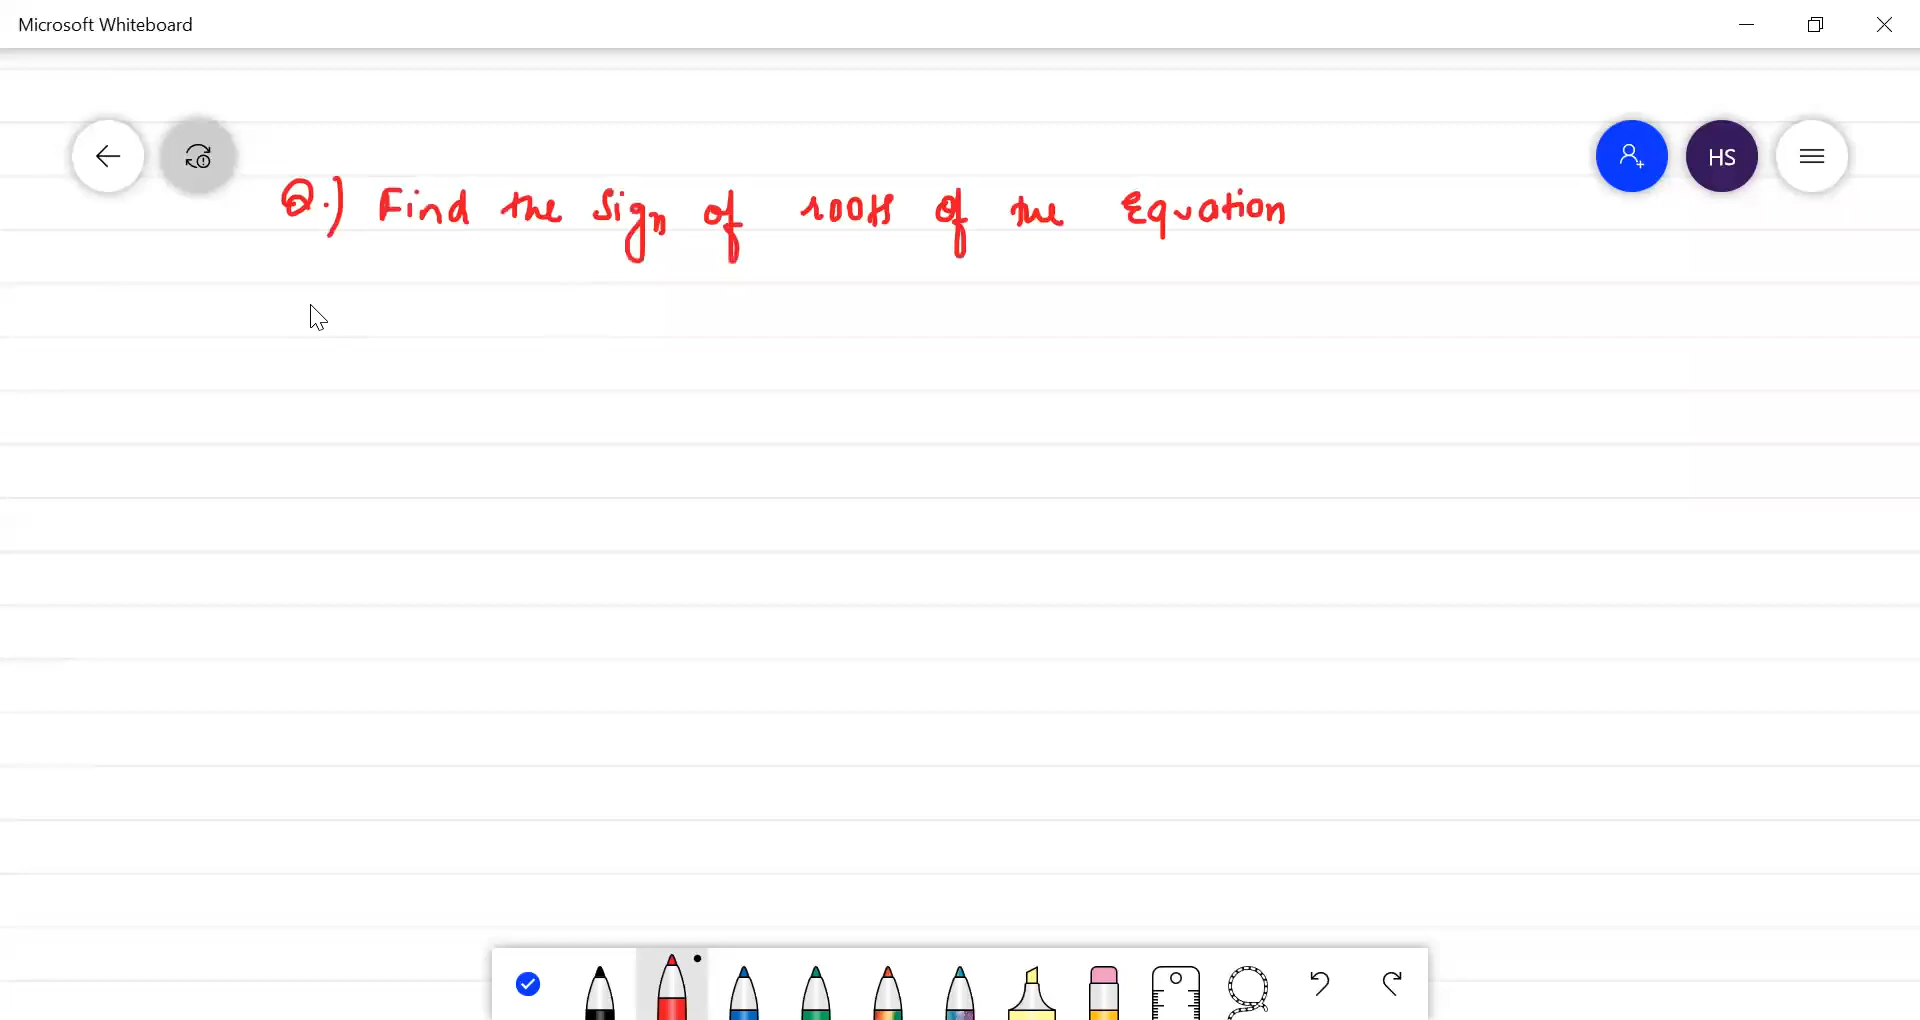 Microsoft Whiteboard
HS
Q.) Find the sign of roots of the Equation